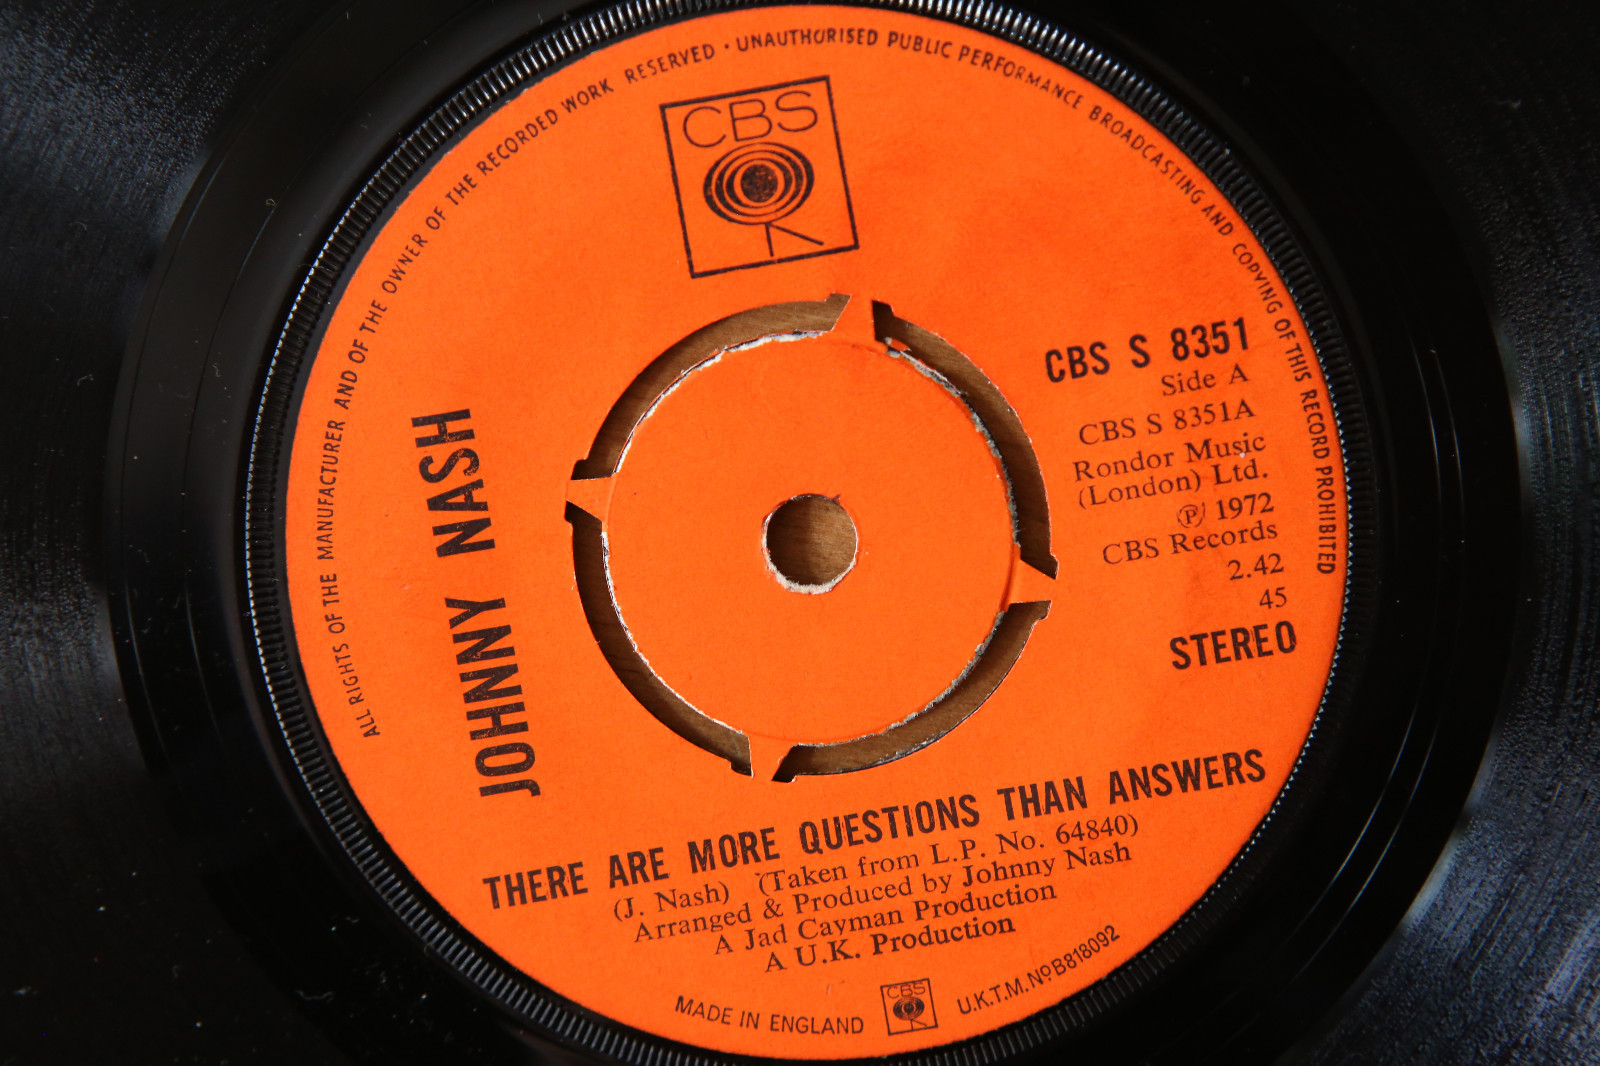 ALL RIGHTS OF THE MANUFACTURER AND OF THE OWNER OF THE RECORDED WORK RESERVED · UNAUTHORISED PUBLIC PERFORMANCE BROADCASTING AND COPYING OF THIS RECORD PROHIBITED
CBS
CBS S 8351
Side A
CBS S 8351A
Rondor Music
(London) Ltd.
℗ 1972
CBS Records
2.42
45
STEREO
JOHNNY NASH
THERE ARE MORE QUESTIONS THAN ANSWERS
(J. Nash) (Taken from L.P. No. 64840)
Arranged & Produced by Johnny Nash
A Jad Cayman Production
A U.K. Production
MADE IN ENGLAND CBS U.K.T.M.No B818092